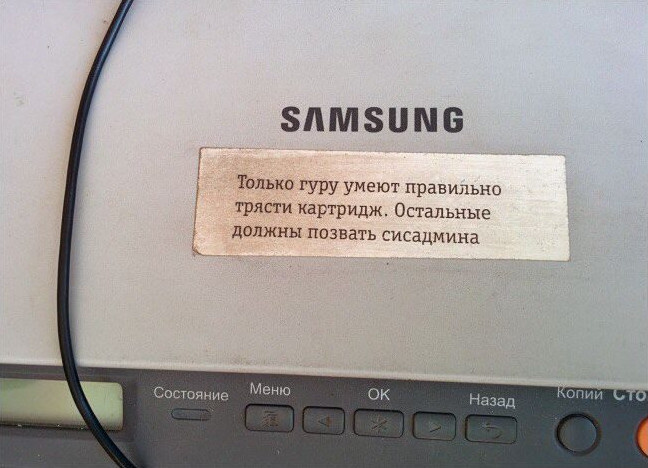 SAMSUNG
Только гуру умеют правильно
трясти картридж. Остальные
должны позвать сисадмина
Состояние Меню OK Назад Копии